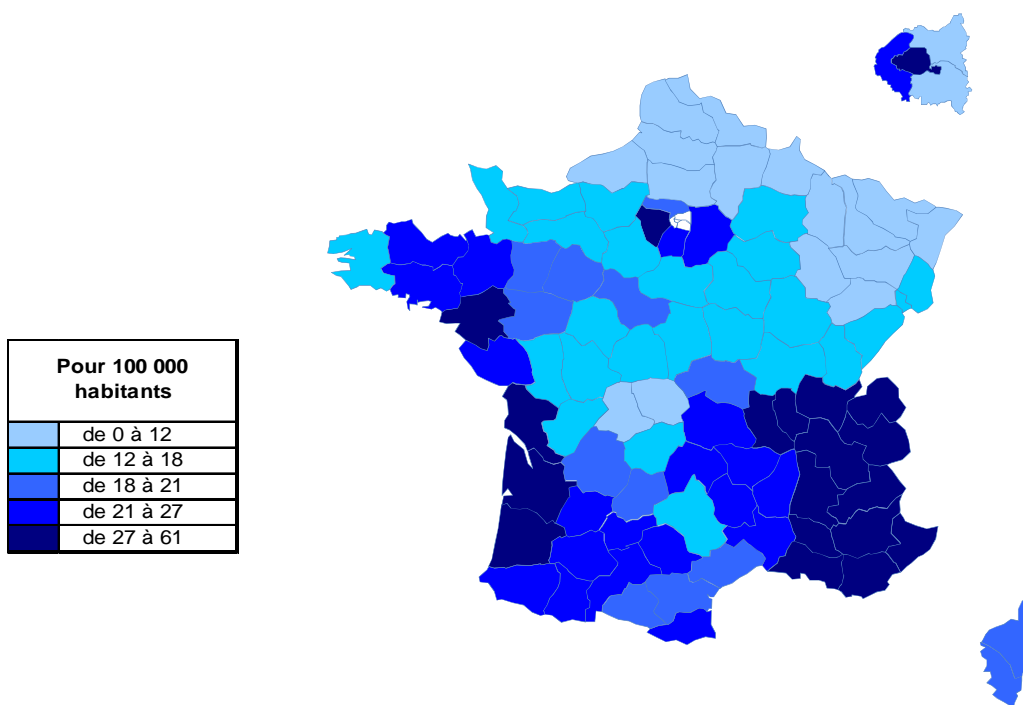 Pour 100 000
habitants
de 0 à 12
de 12 à 18
de 18 à 21
de 21 à 27
de 27 à 61